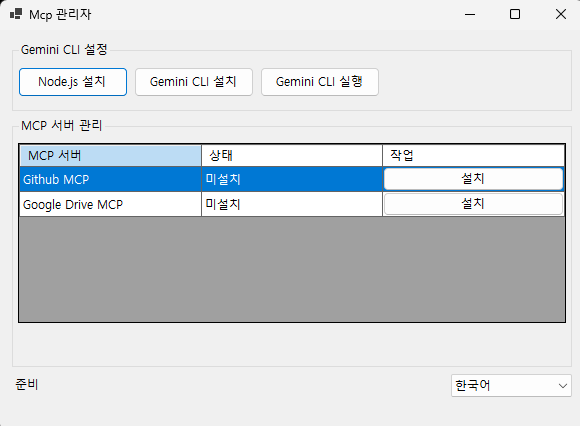 Mcp 관리자
Gemini CLI 설정
Node.js 설치 Gemini CLI 설치 Gemini CLI 실행
MCP 서버 관리
MCP 서버 상태 작업
Github MCP 미설치 설치
Google Drive MCP 미설치 설치
준비 한국어